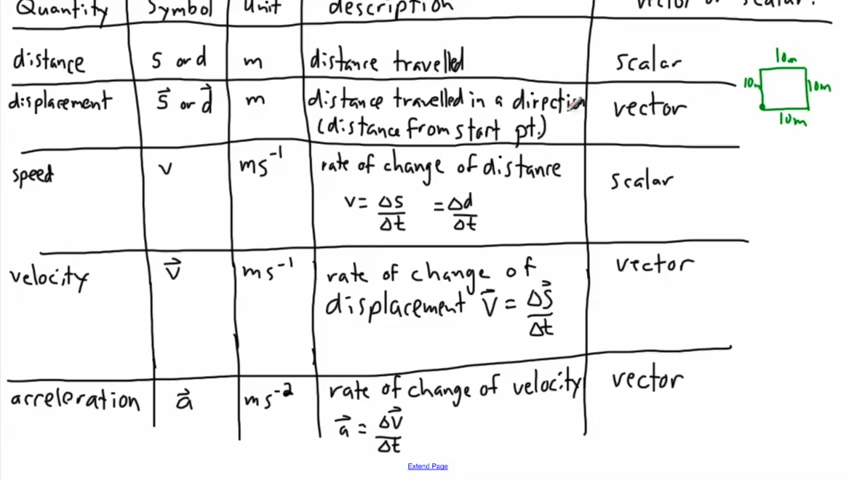 Quantity Symbol Unit description vector or scalar?
distance s or d m distance travelled scalar
displacement s⃗ or d⃗ m distance travelled in a direction vector
(distance from start pt.)
speed v ms⁻¹ rate of change of distance scalar
v = Δs/Δt = Δd/Δt
velocity v⃗ ms⁻¹ rate of change of vector
displacement v⃗ = Δs⃗/Δt
acceleration a⃗ ms⁻² rate of change of velocity vector
a⃗ = Δv⃗/Δt
10m
10m 10m
10m
Extend Page